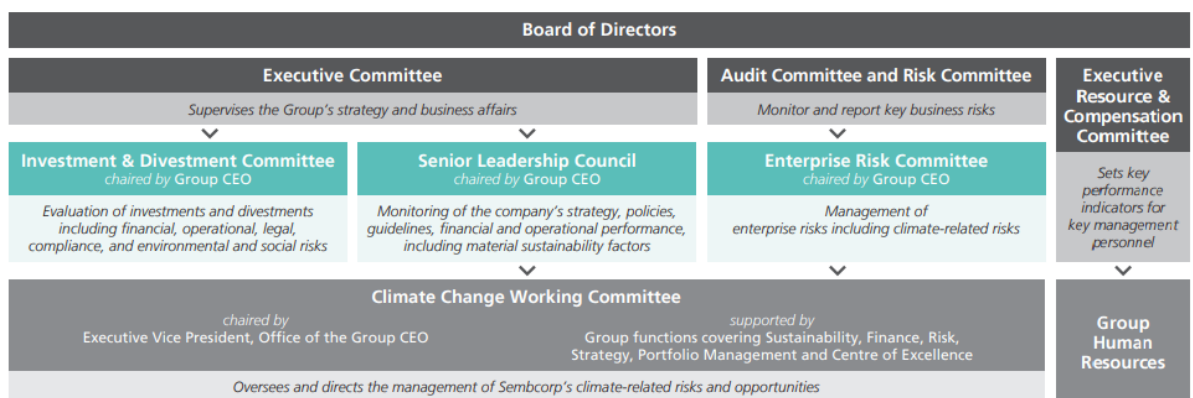 Board of Directors
Executive Committee
Supervises the Group's strategy and business affairs
Audit Committee and Risk Committee
Monitor and report key business risks
Executive
Resource &
Compensation
Committee
Sets key
performance
indicators for
key management
personnel
Investment & Divestment Committee
chaired by Group CEO
Evaluation of investments and divestments
including financial, operational, legal,
compliance, and environmental and social risks
Senior Leadership Council
chaired by Group CEO
Monitoring of the company's strategy, policies,
guidelines, financial and operational performance,
including material sustainability factors
Enterprise Risk Committee
chaired by Group CEO
Management of
enterprise risks including climate-related risks
Climate Change Working Committee
chaired by
Executive Vice President, Office of the Group CEO
supported by
Group functions covering Sustainability, Finance, Risk,
Strategy, Portfolio Management and Centre of Excellence
Oversees and directs the management of Sembcorp's climate-related risks and opportunities
Group
Human
Resources